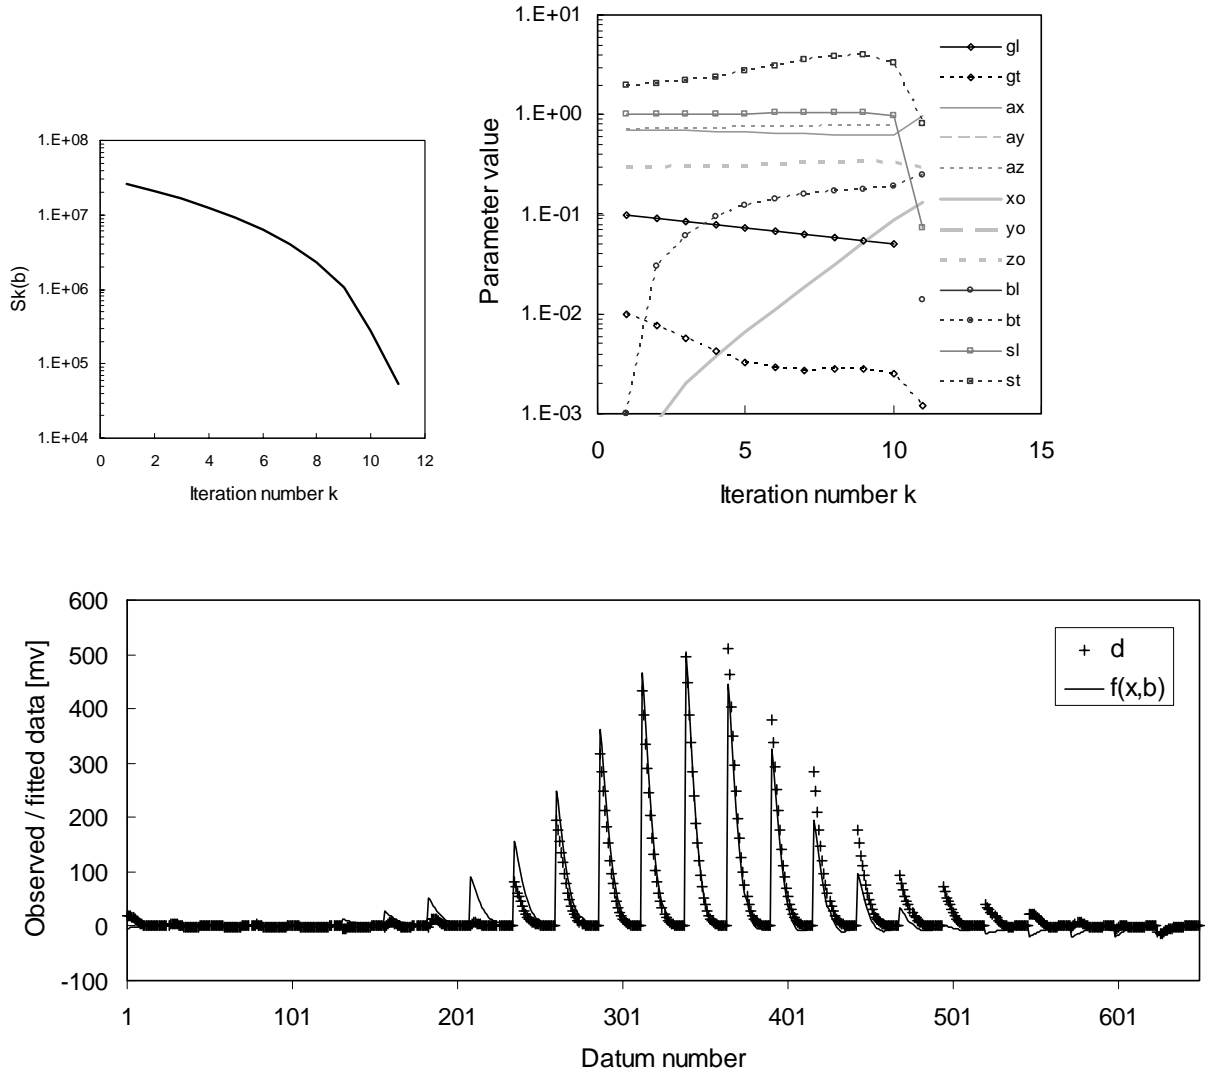 1.E+08
1.E+07
1.E+06
1.E+05
1.E+04
Sk(b)
0 2 4 6 8 10 12
Iteration number k
1.E+01
1.E+00
1.E-01
1.E-02
1.E-03
Parameter value
0 5 10 15
Iteration number k
gl
gt
ax
ay
az
xo
yo
zo
bl
bt
sl
st
600
500
400
300
200
100
0
-100
Observed / fitted data [mv]
d
f(x,b)
1 101 201 301 401 501 601
Datum number